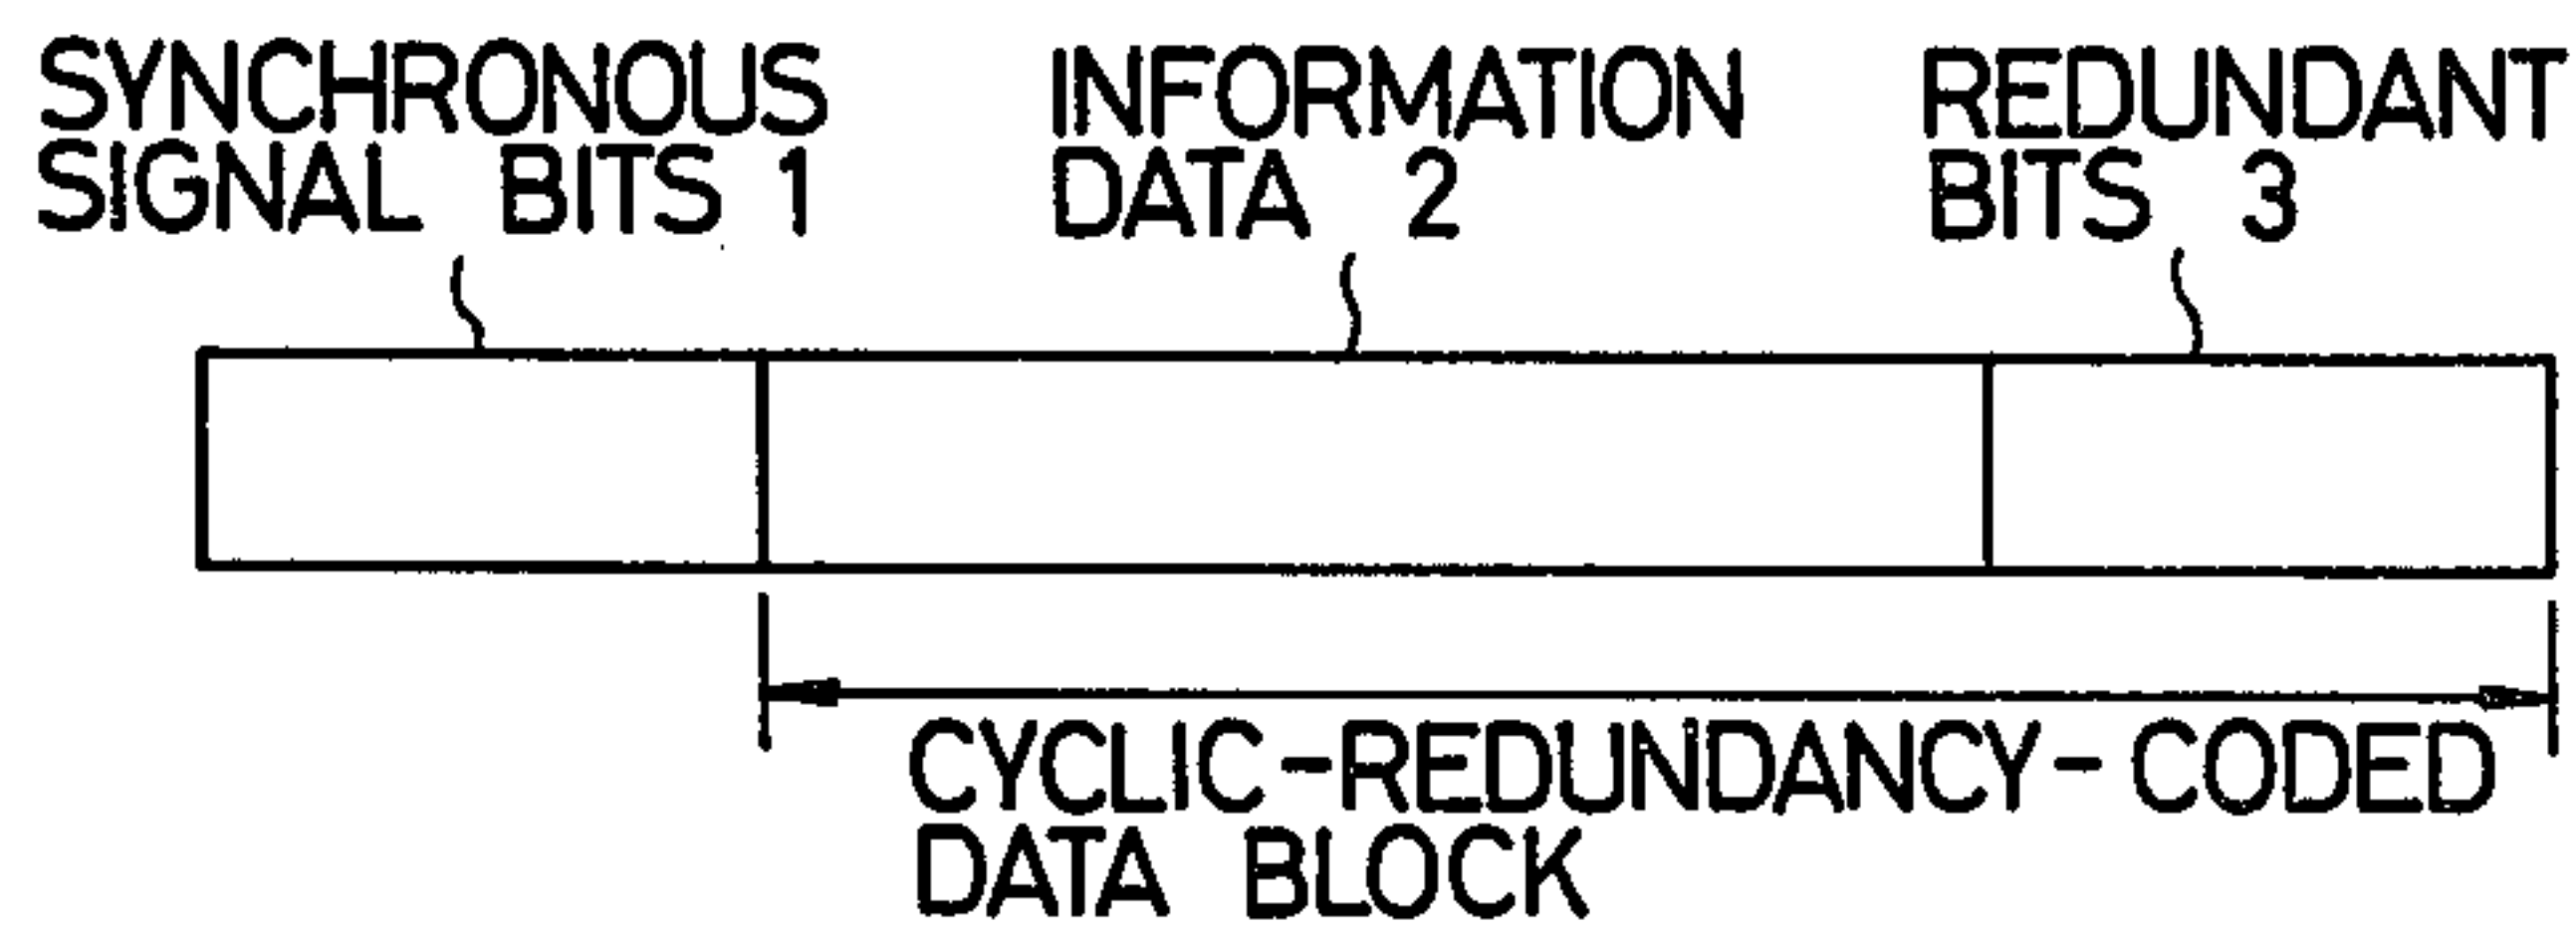 SYNCHRONOUS
SIGNAL BITS 1
INFORMATION
DATA 2
REDUNDANT
BITS 3
CYCLIC-REDUNDANCY-CODED
DATA BLOCK